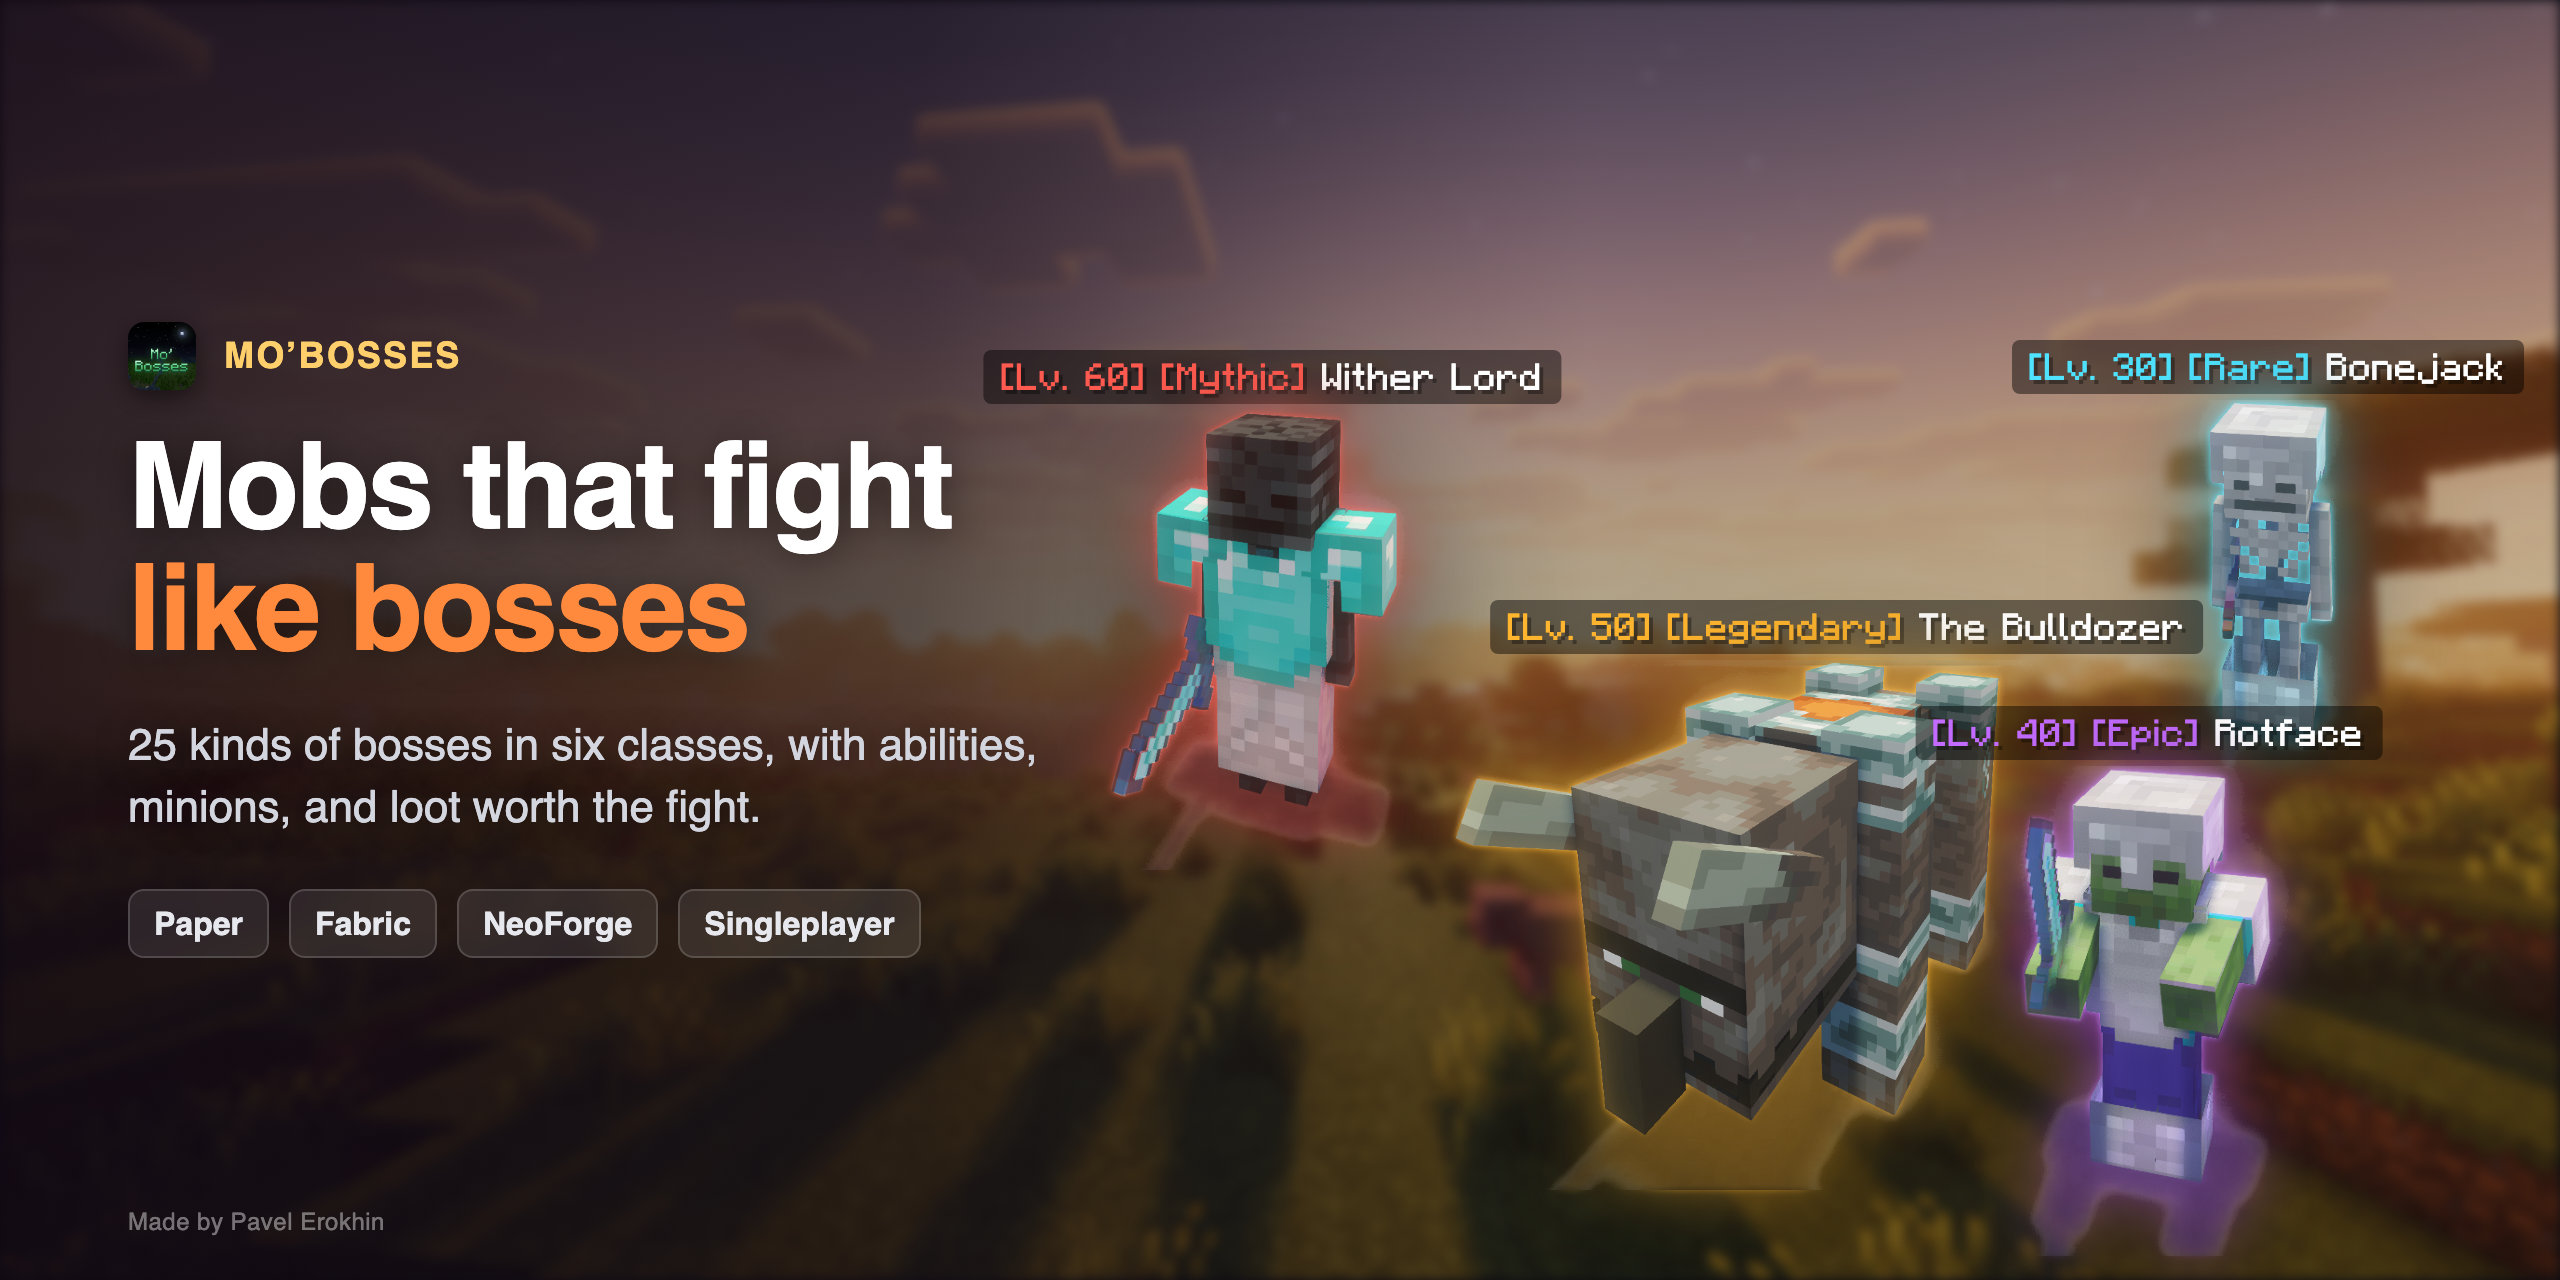 Mo'
Bosses
MO’BOSSES
Mobs that fight
like bosses
25 kinds of bosses in six classes, with abilities,
minions, and loot worth the fight.
Paper
Fabric
NeoForge
Singleplayer
Made by Pavel Erokhin
[Lv. 60] [Mythic] Wither Lord
[Lv. 30] [Rare] Bonejack
[Lv. 50] [Legendary] The Bulldozer
[Lv. 40] [Epic] Rotface